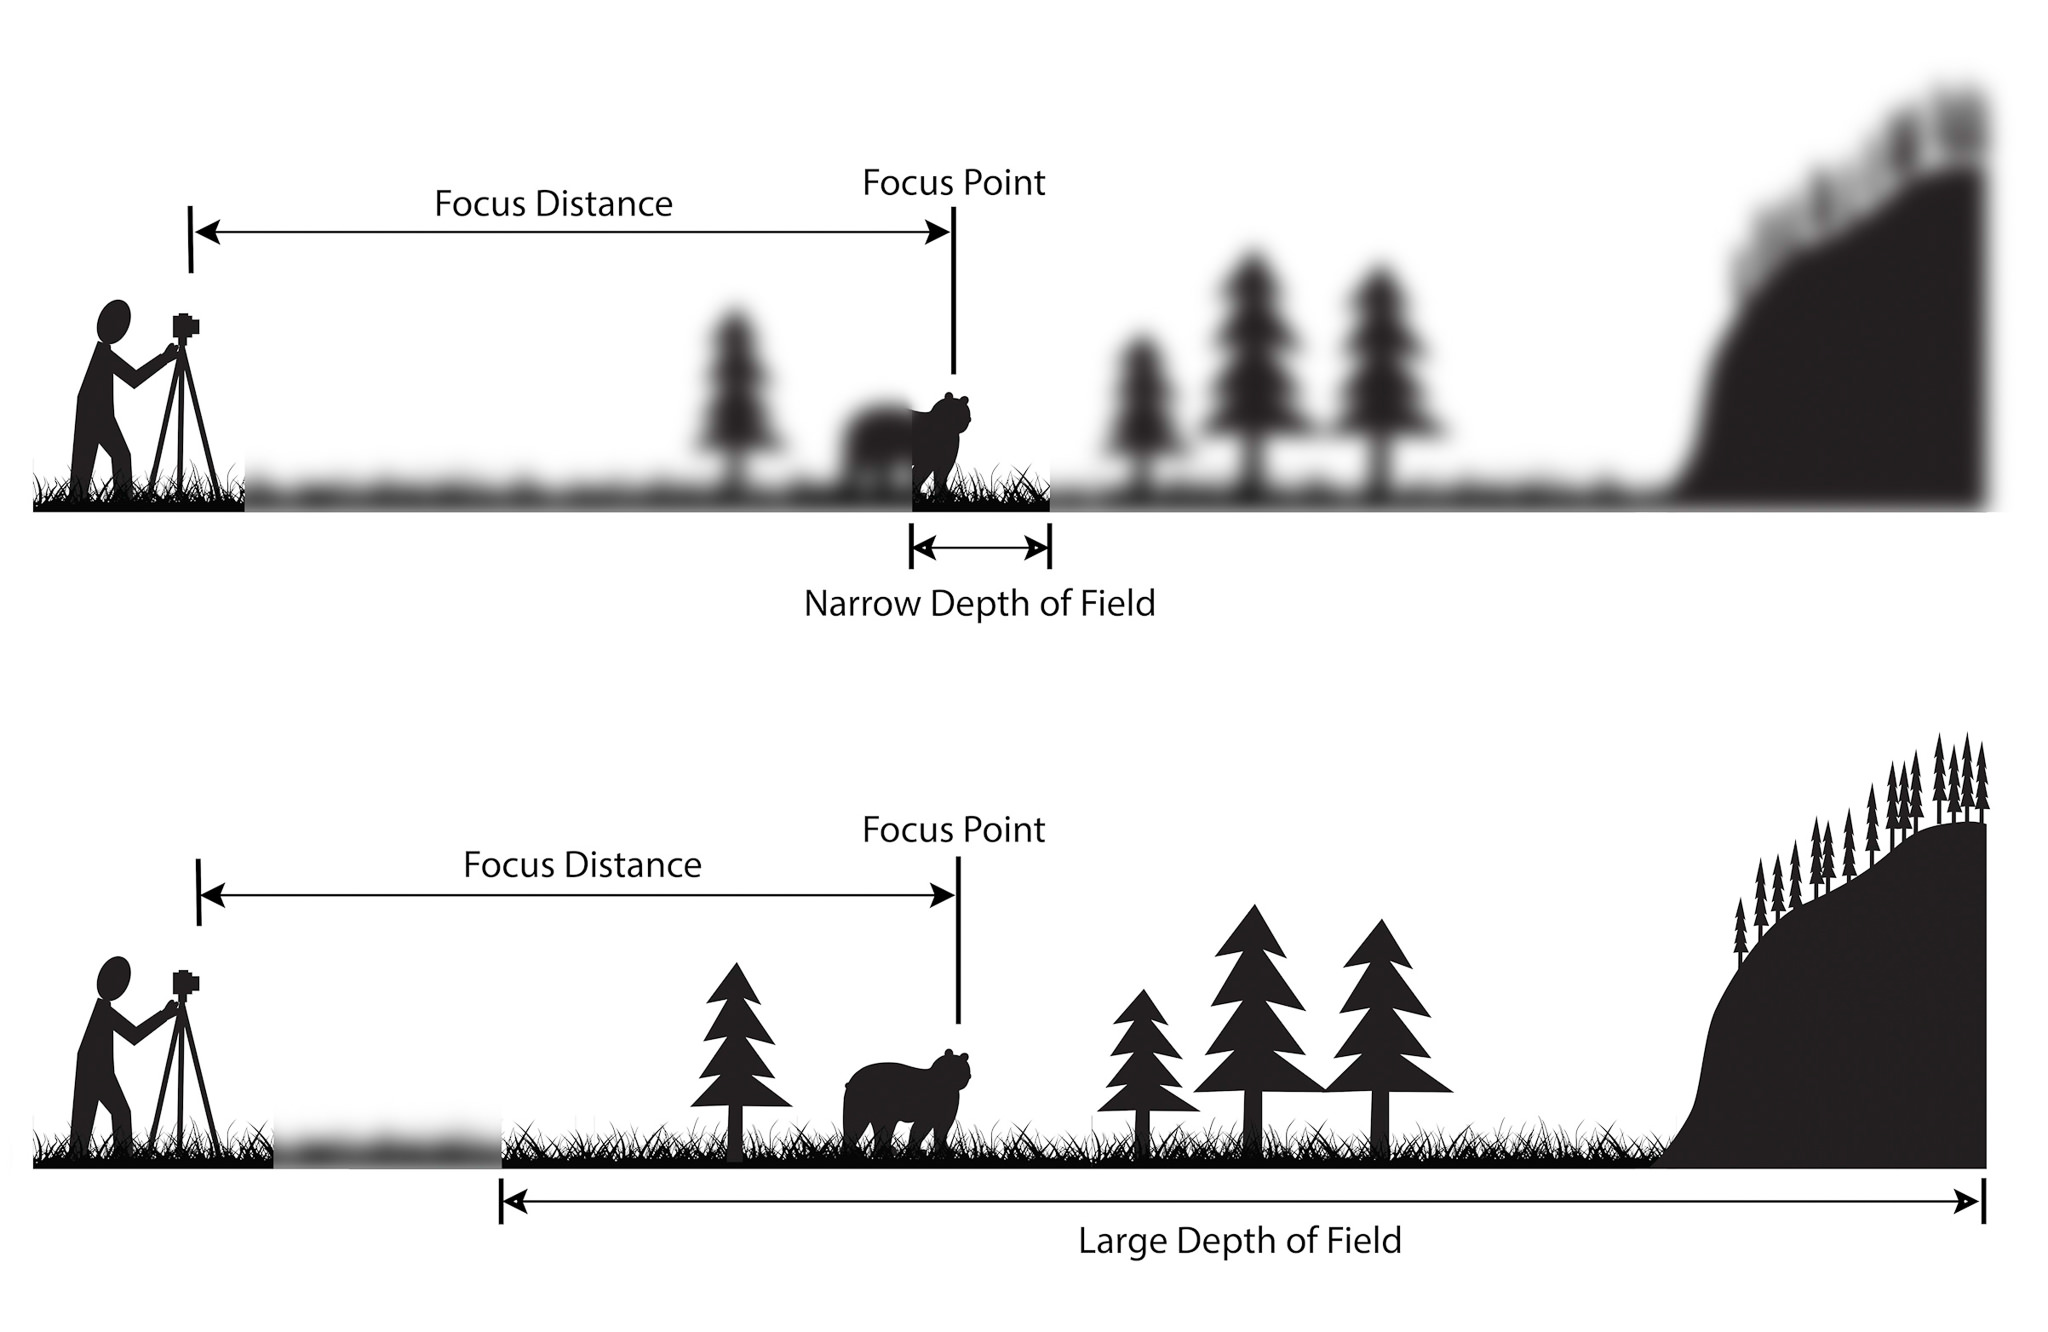 Focus Point
Focus Distance
Narrow Depth of Field
Focus Point
Focus Distance
Large Depth of Field